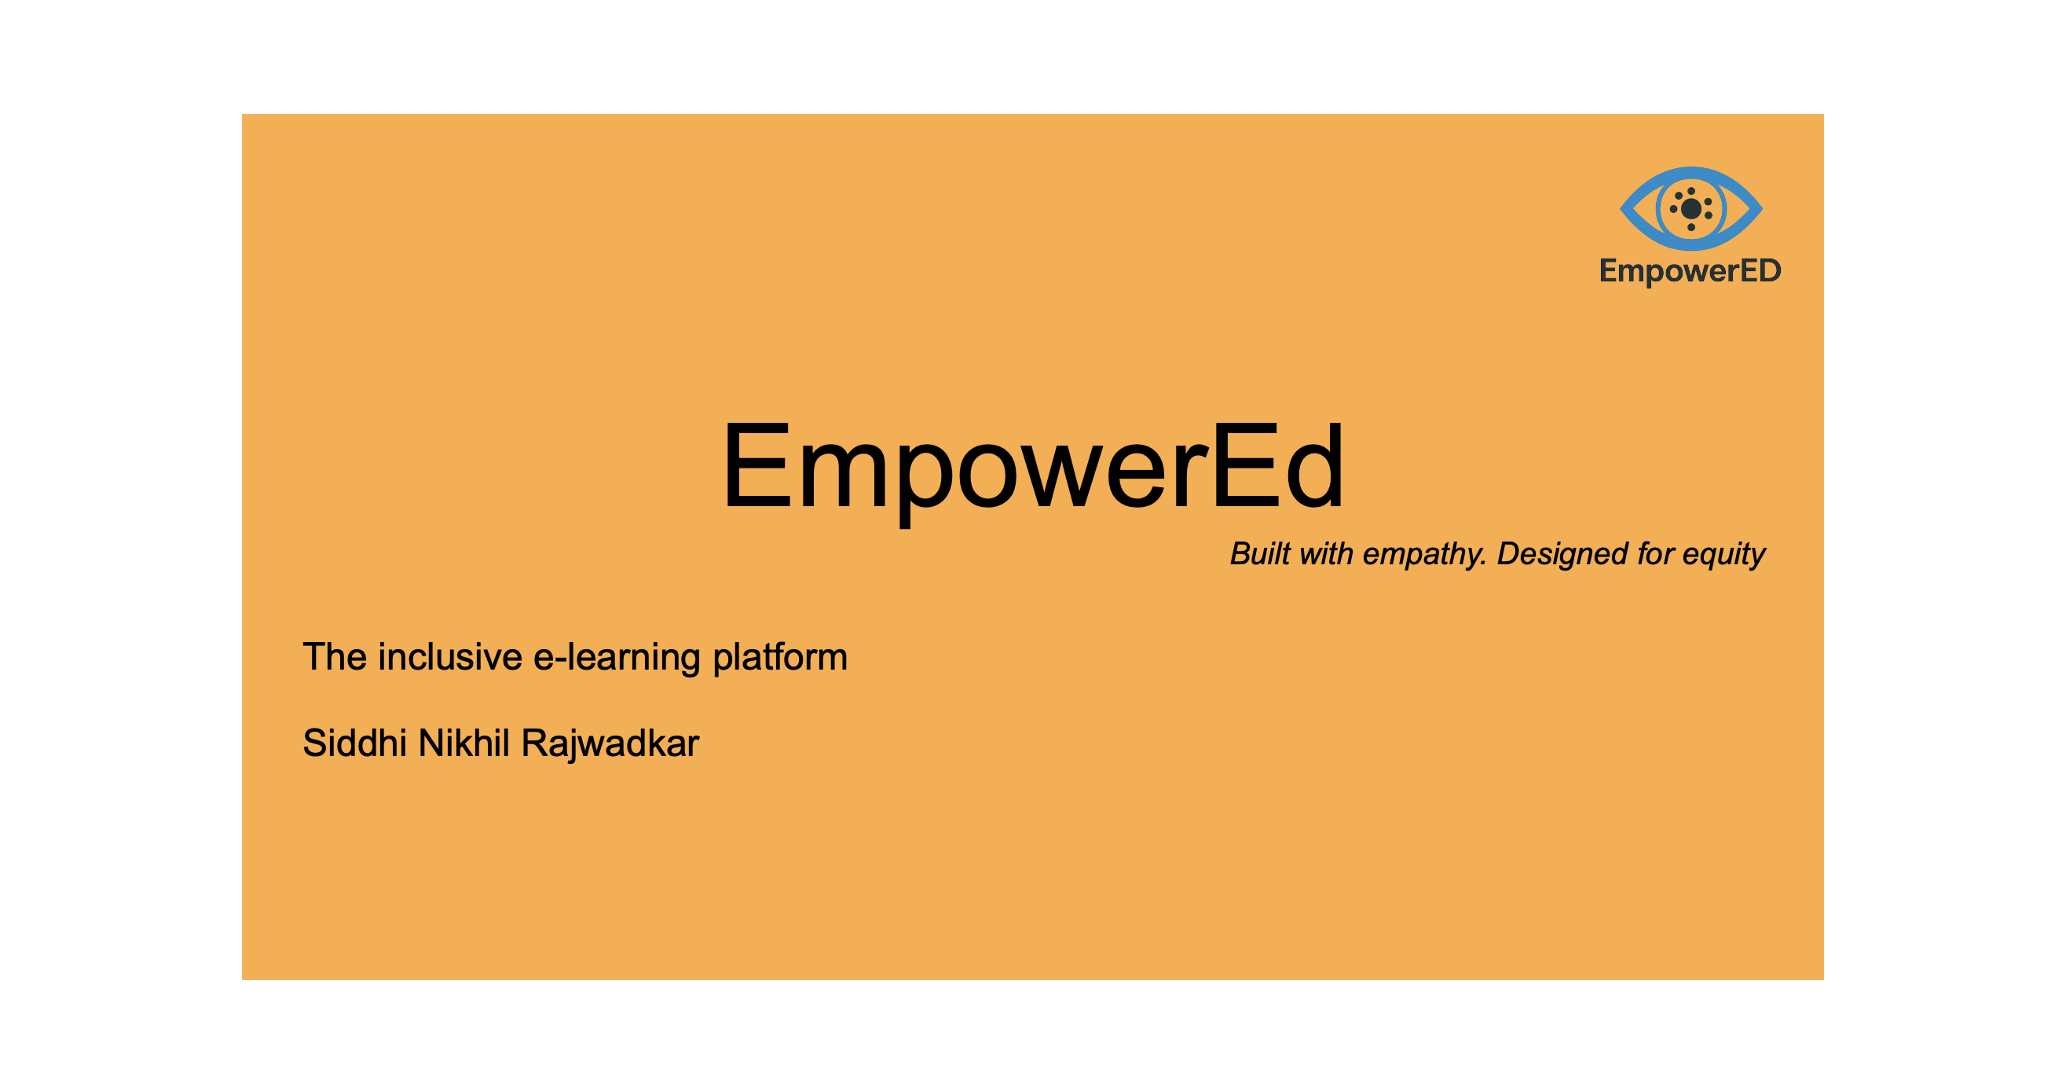 EmpowerED
EmpowerEd
Built with empathy. Designed for equity
The inclusive e-learning platform
Siddhi Nikhil Rajwadkar